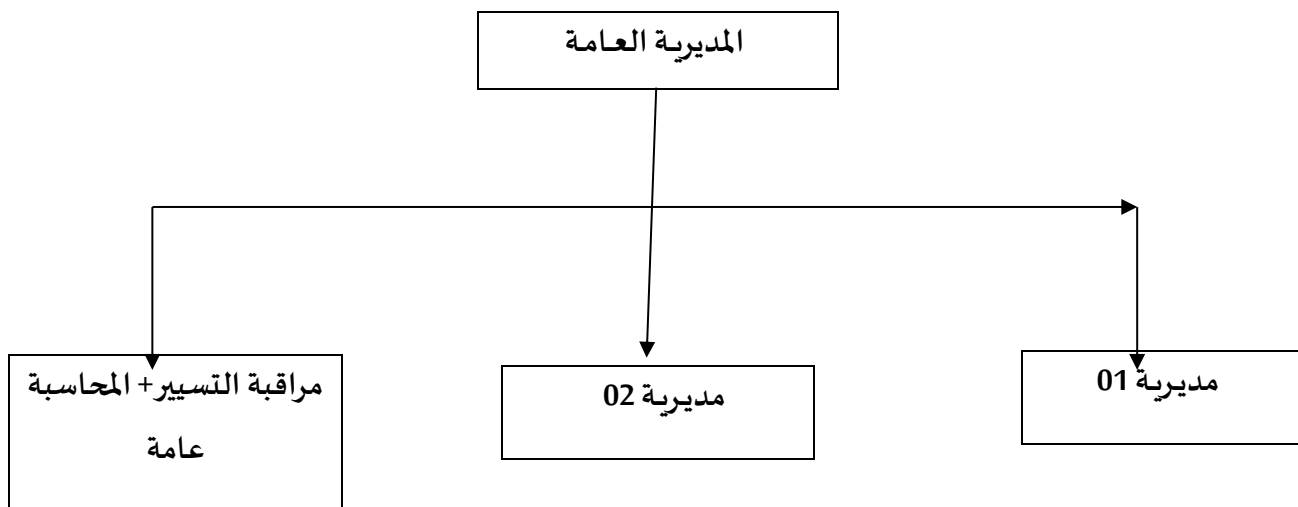 المديرية العامة
مديرية 01
مديرية 02
مراقبة التسيير+ المحاسبة
عامة